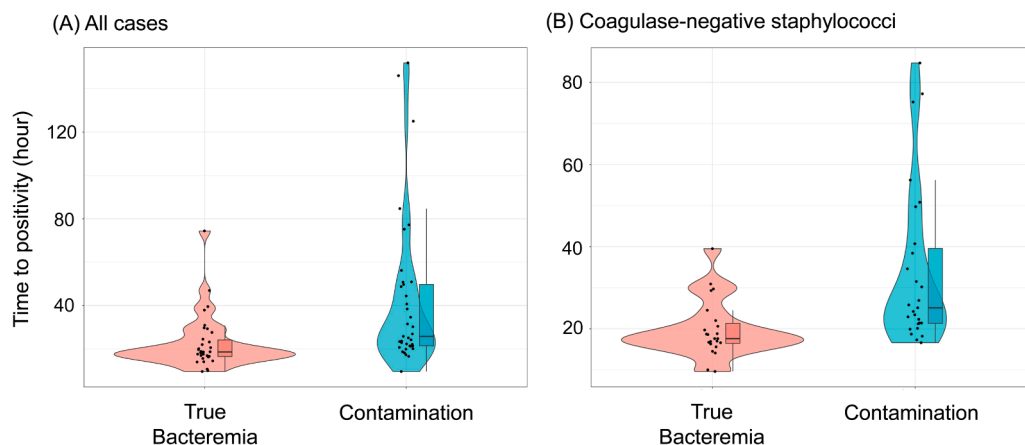 (A) All cases
Time to positivity (hour)
120
80
40
True
Bacteremia
Contamination
(B) Coagulase-negative staphylococci
80
60
40
20
True
Bacteremia
Contamination